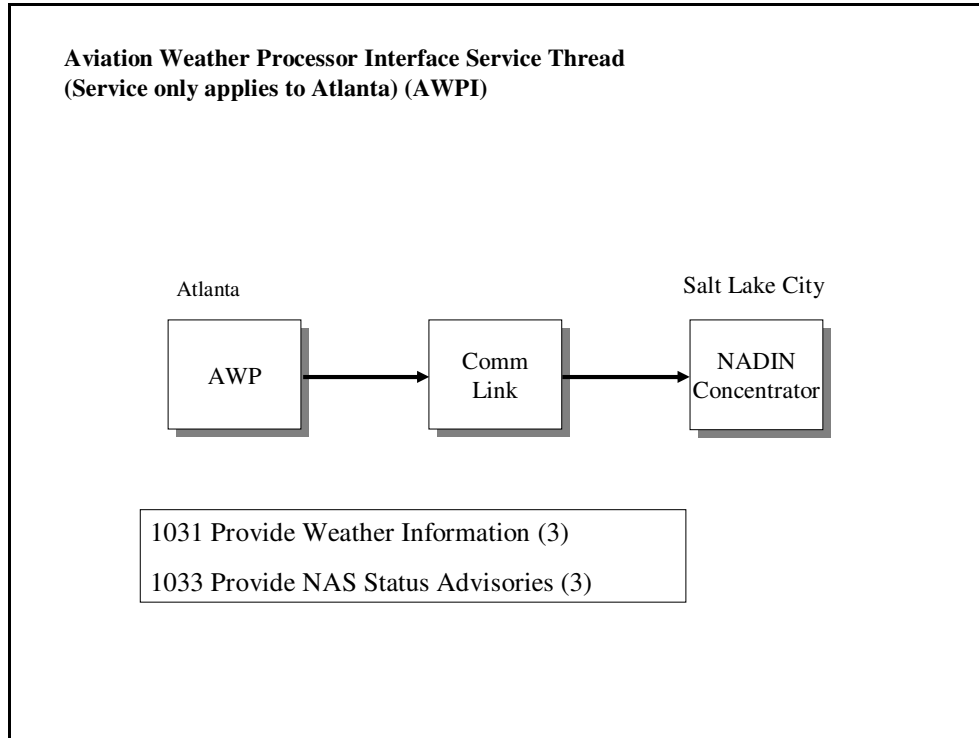 Aviation Weather Processor Interface Service Thread
(Service only applies to Atlanta) (AWPI)
Atlanta
Salt Lake City
AWP
Comm
Link
NADIN
Concentrator
1031 Provide Weather Information (3)
1033 Provide NAS Status Advisories (3)